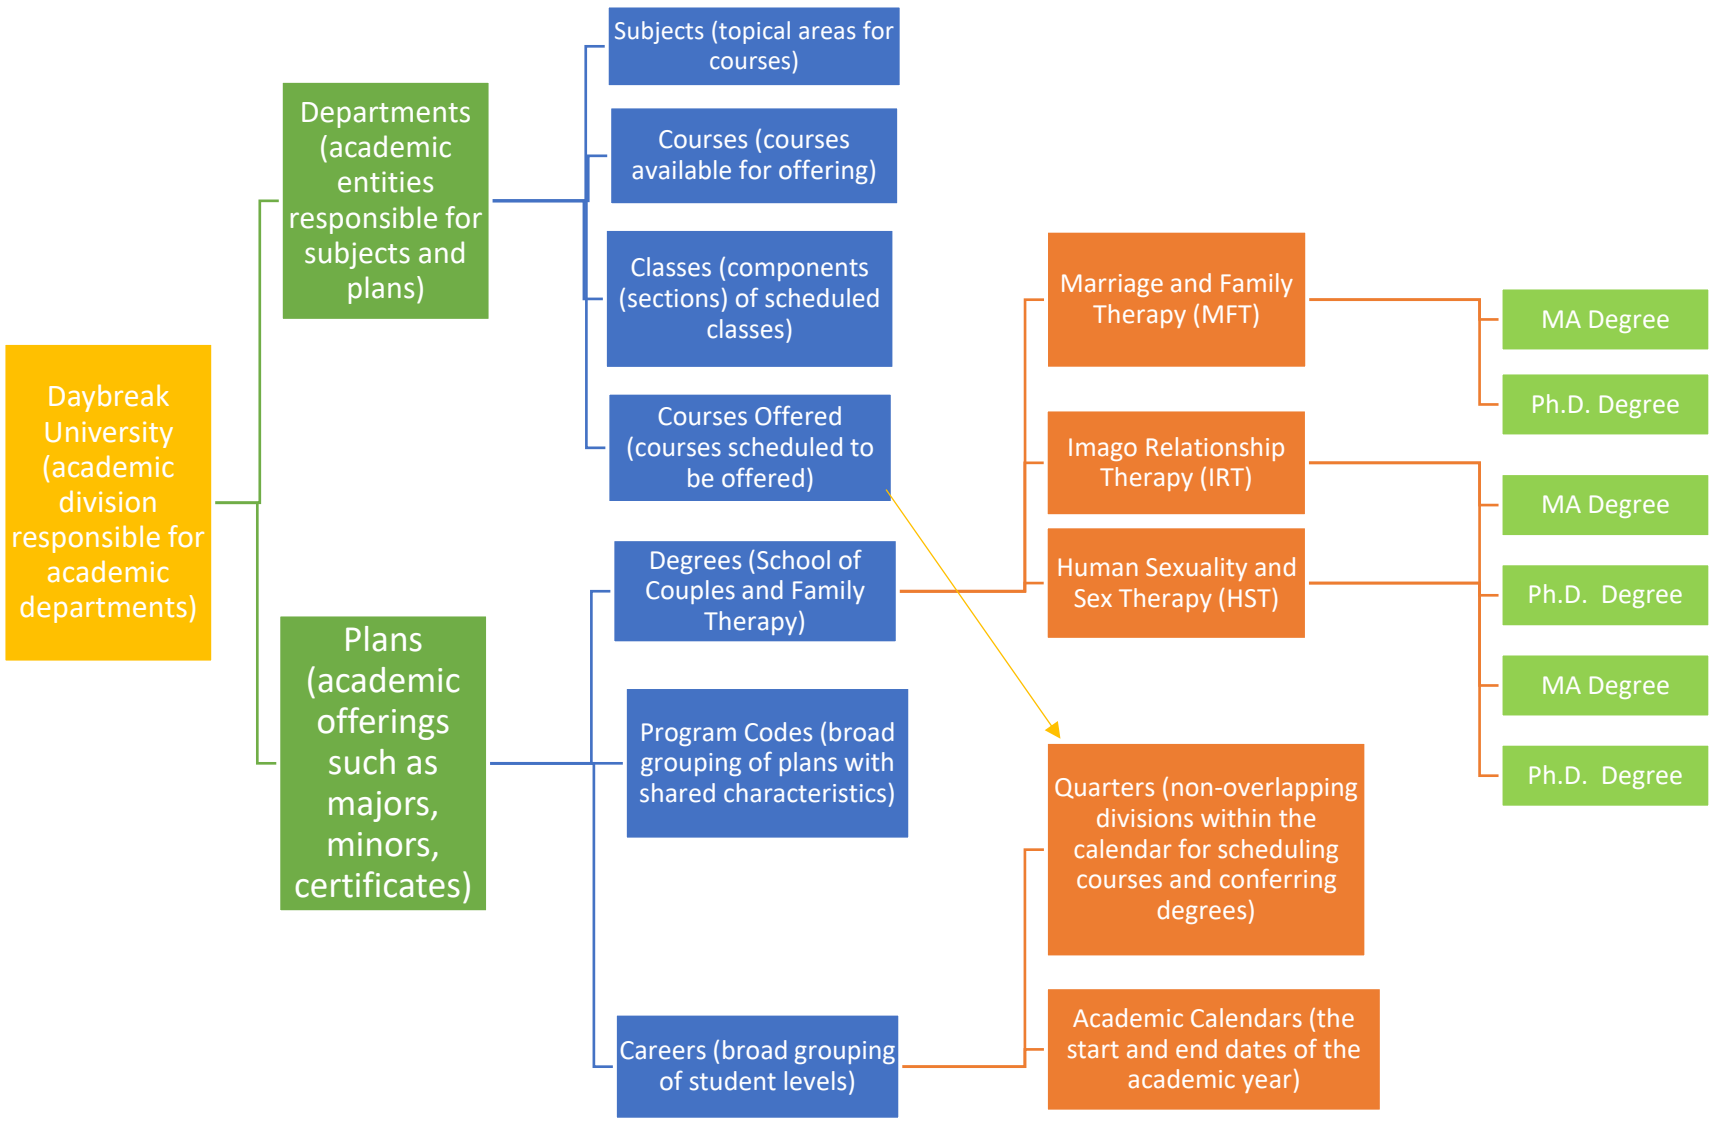 Daybreak
University
(academic
division
responsible for
academic
departments)
Departments
(academic
entities
responsible for
subjects and
plans)
Plans
(academic
offerings
such as
majors,
minors,
certificates)
Subjects (topical areas for
courses)
Courses (courses
available for offering)
Classes (components
(sections) of scheduled
classes)
Courses Offered
(courses scheduled to
be offered)
Degrees (School of
Couples and Family
Therapy)
Program Codes (broad
grouping of plans with
shared characteristics)
Careers (broad grouping
of student levels)
Marriage and Family
Therapy (MFT)
Imago Relationship
Therapy (IRT)
Human Sexuality and
Sex Therapy (HST)
Quarters (non-overlapping
divisions within the
calendar for scheduling
courses and conferring
degrees)
Academic Calendars (the
start and end dates of the
academic year)
MA Degree
Ph.D. Degree
MA Degree
Ph.D.  Degree
MA Degree
Ph.D.  Degree